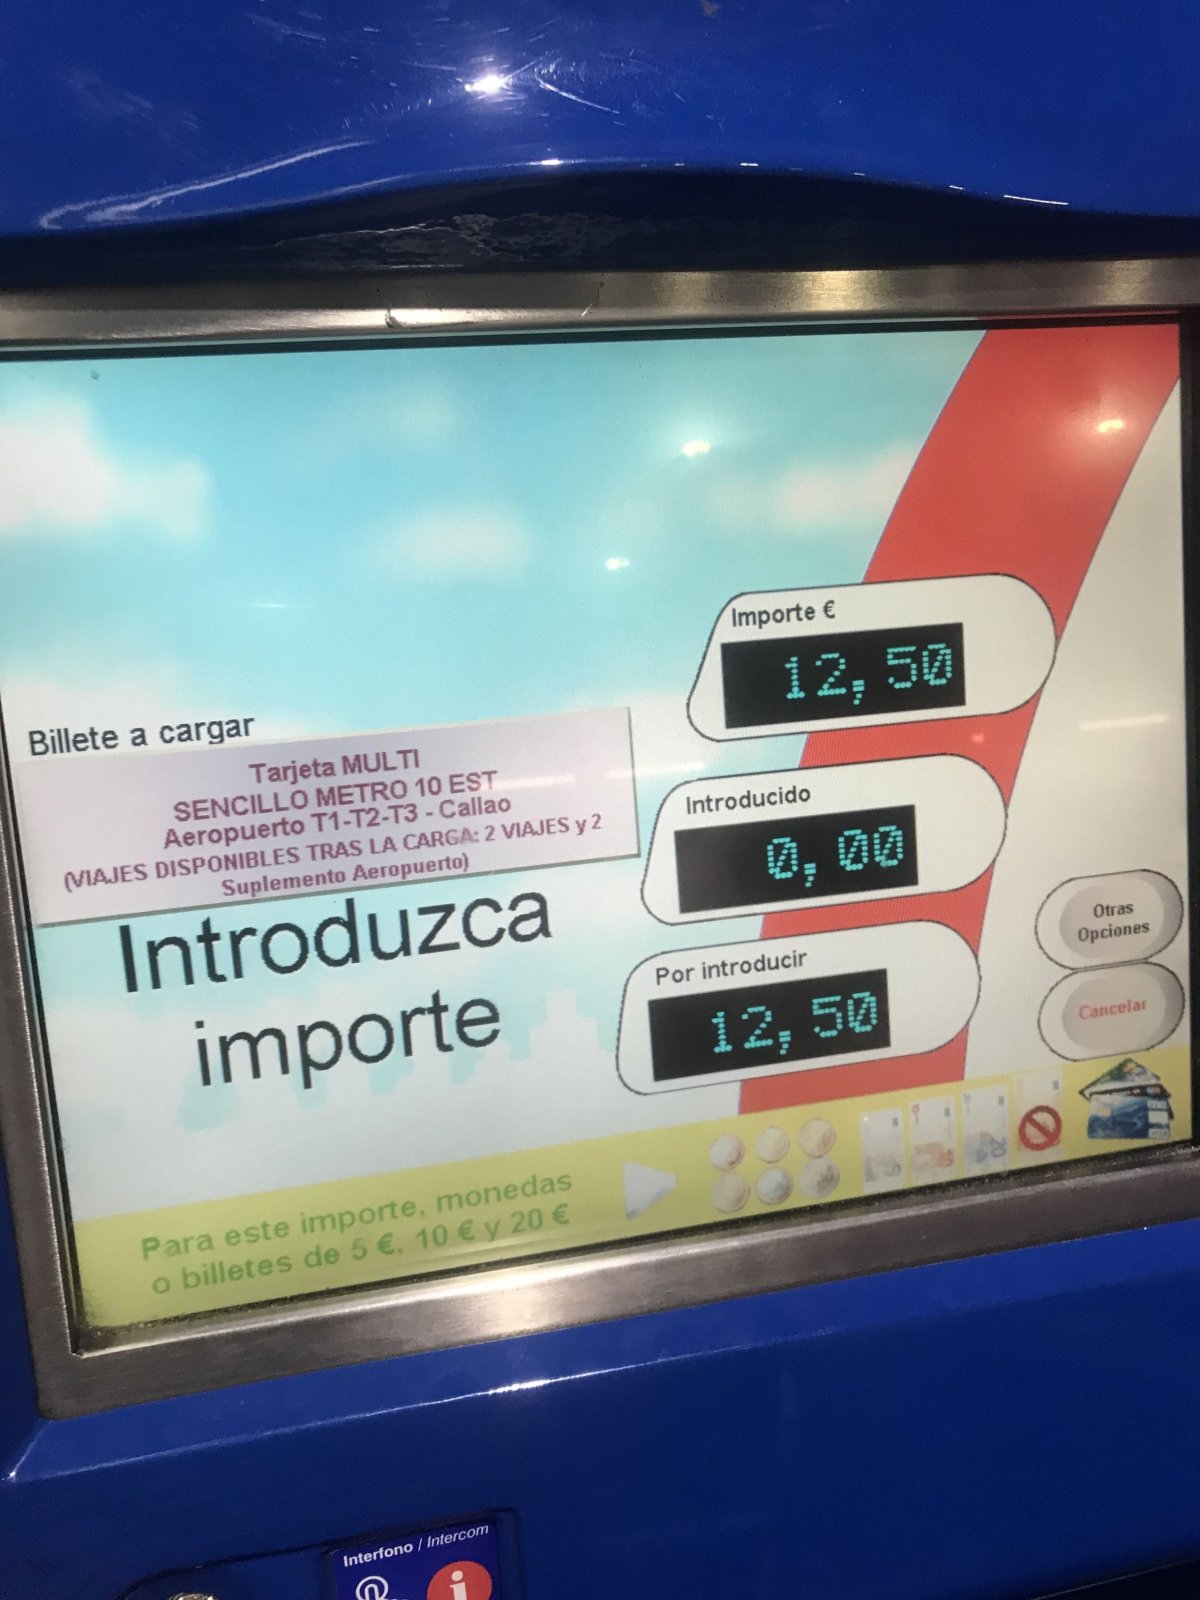 Importe €
12,50
Billete a cargar
Tarjeta MULTI
SENCILLO METRO 10 EST
Aeropuerto T1-T2-T3 - Callao
(VIAJES DISPONIBLES TRAS LA CARGA: 2 VIAJES y 2
Suplemento Aeropuerto)
Introducido
0,00
Introduzca
importe
Por introducir
12,50
Otras
Opciones
Cancelar
Para este importe, monedas
o billetes de 5 €, 10 € y 20 €
5
20
Interfono / Intercom
i